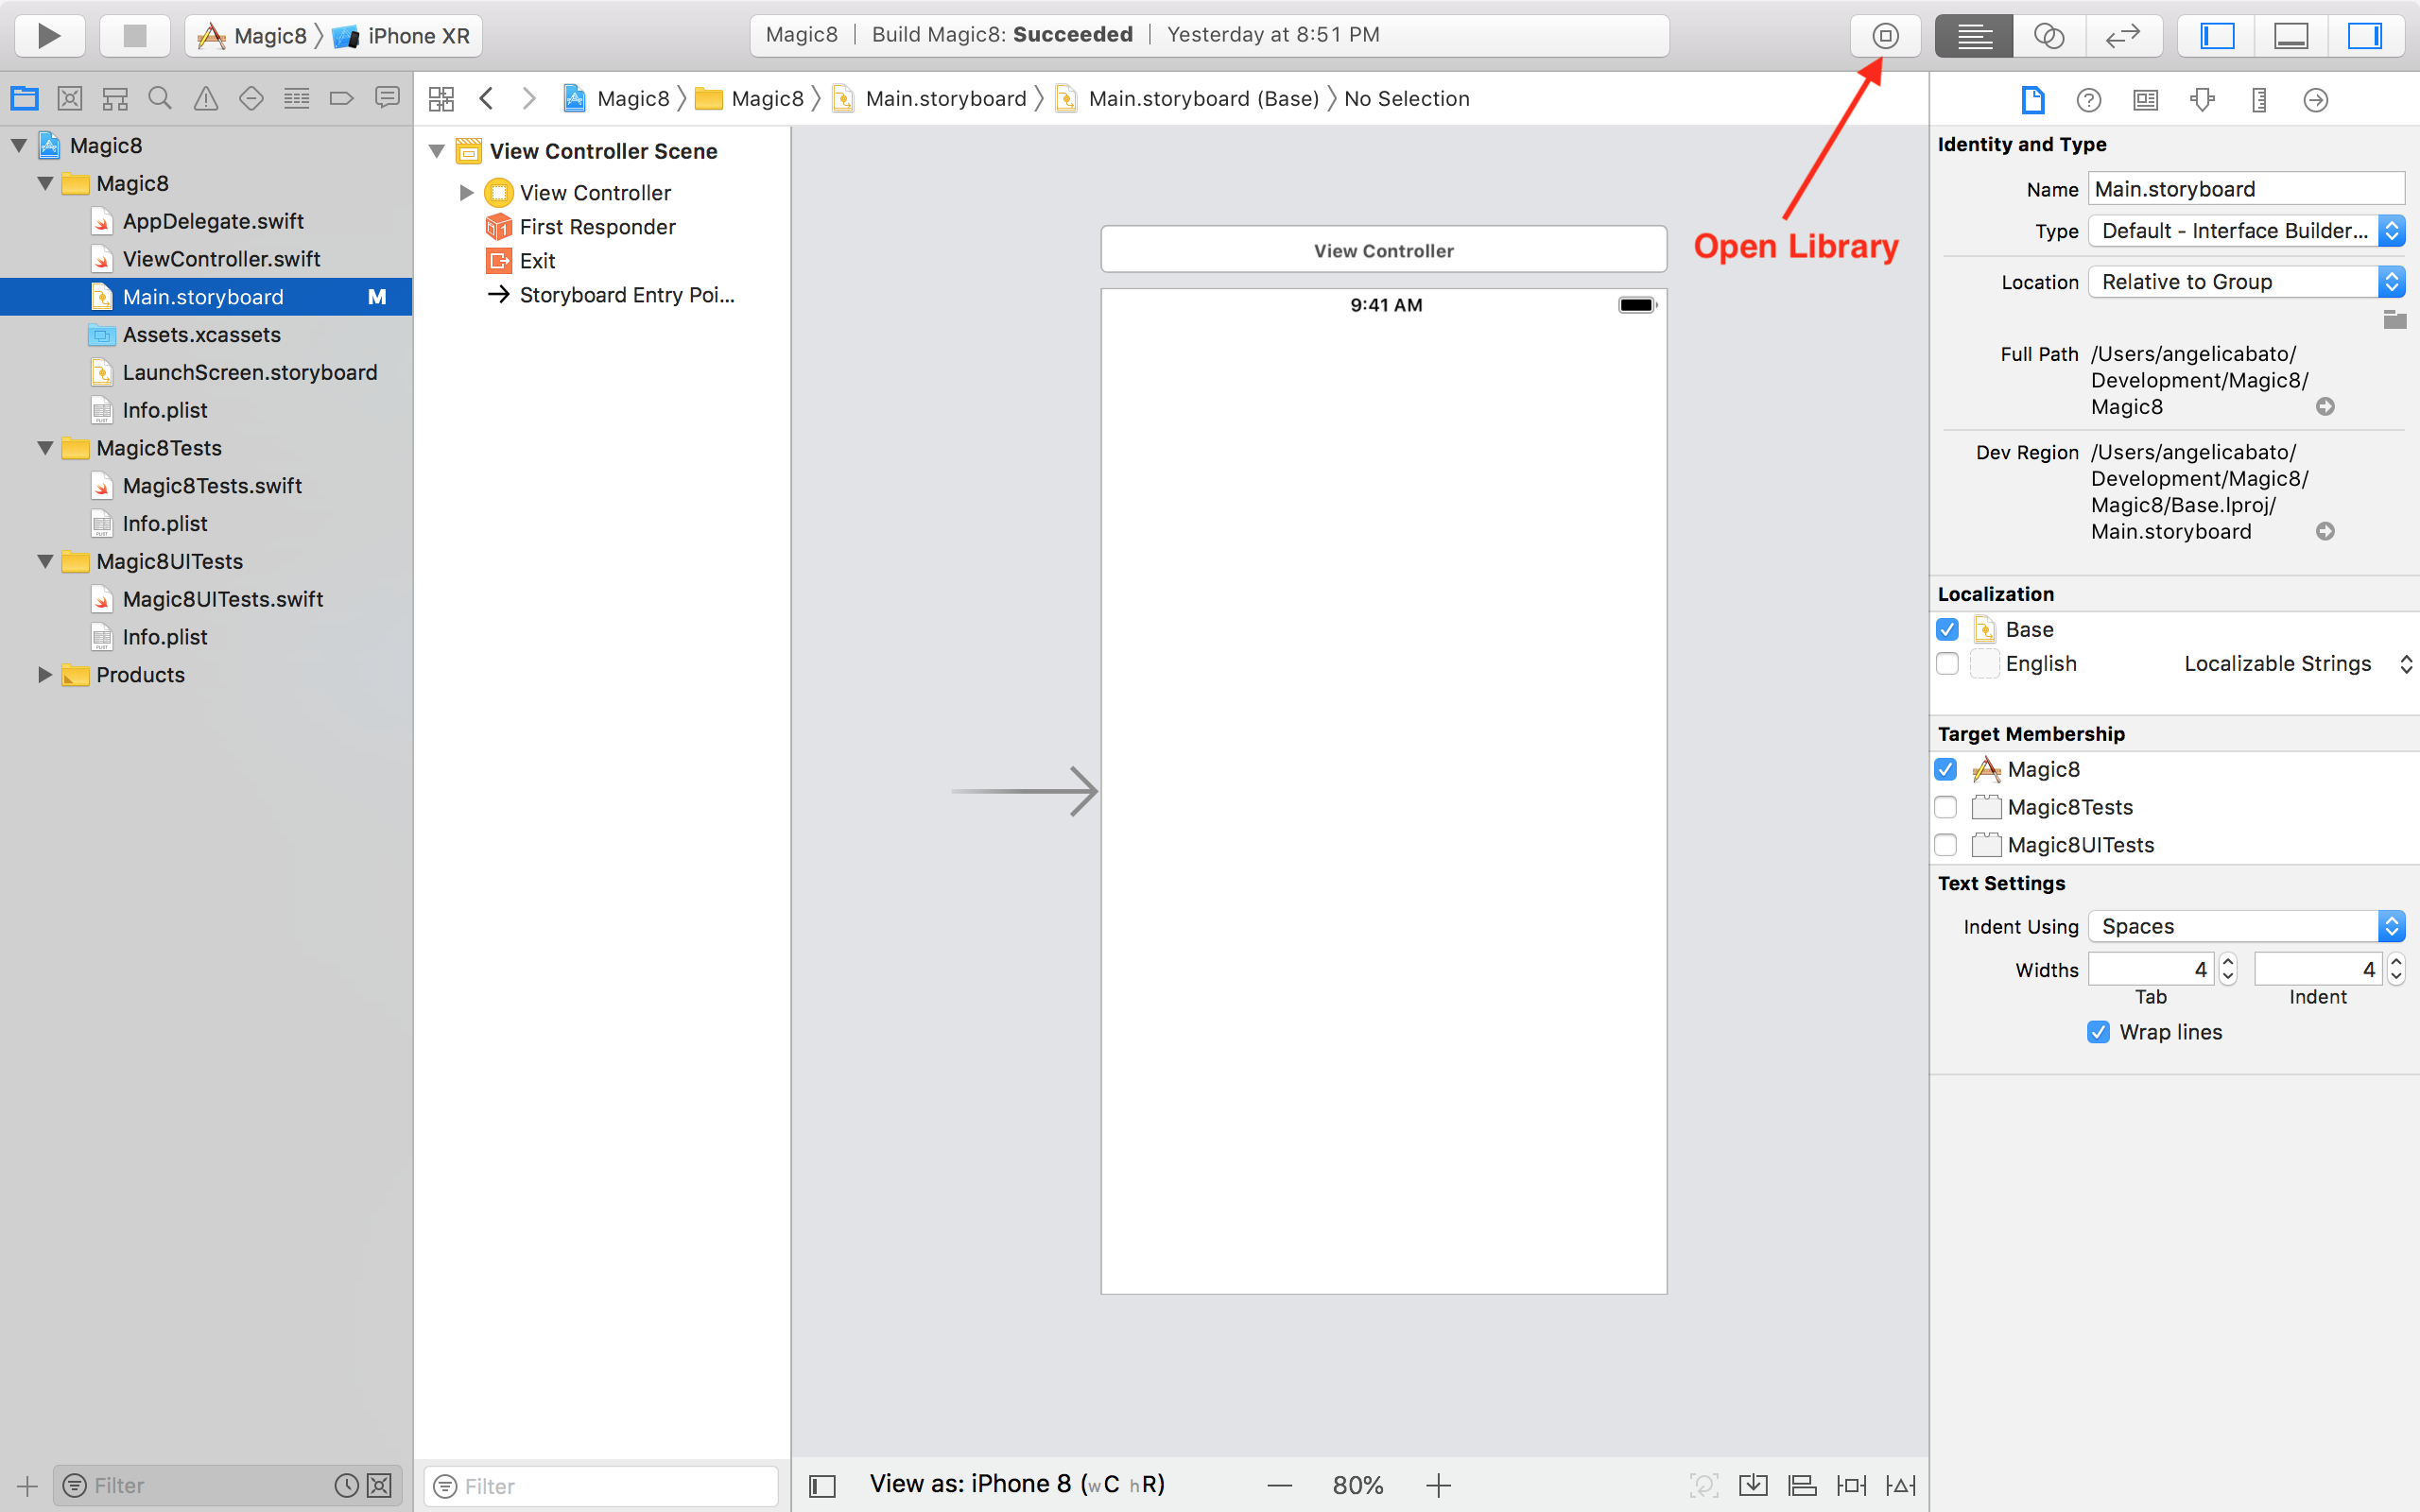 Magic8 iPhone XR
Magic8 Build Magic8: Succeeded Yesterday at 8:51 PM
Magic8 Magic8 Main.storyboard Main.storyboard (Base) No Selection
Magic8
Magic8
AppDelegate.swift
ViewController.swift
Main.storyboard M
Assets.xcassets
LaunchScreen.storyboard
Info.plist
Magic8Tests
Magic8Tests.swift
Info.plist
Magic8UITests
Magic8UITests.swift
Info.plist
Products
Filter
View Controller Scene
View Controller
First Responder
Exit
Storyboard Entry Poi...
Filter
Open Library
View Controller
9:41 AM
View as: iPhone 8 (wC hR)
80%
Identity and Type
Name Main.storyboard
Type Default - Interface Builder...
Location Relative to Group
Full Path /Users/angelicabato/
Development/Magic8/
Magic8
Dev Region /Users/angelicabato/
Development/Magic8/
Magic8/Base.lproj/
Main.storyboard
Localization
Base
English Localizable Strings
Target Membership
Magic8
Magic8Tests
Magic8UITests
Text Settings
Indent Using Spaces
Widths 4 4
Tab Indent
Wrap lines